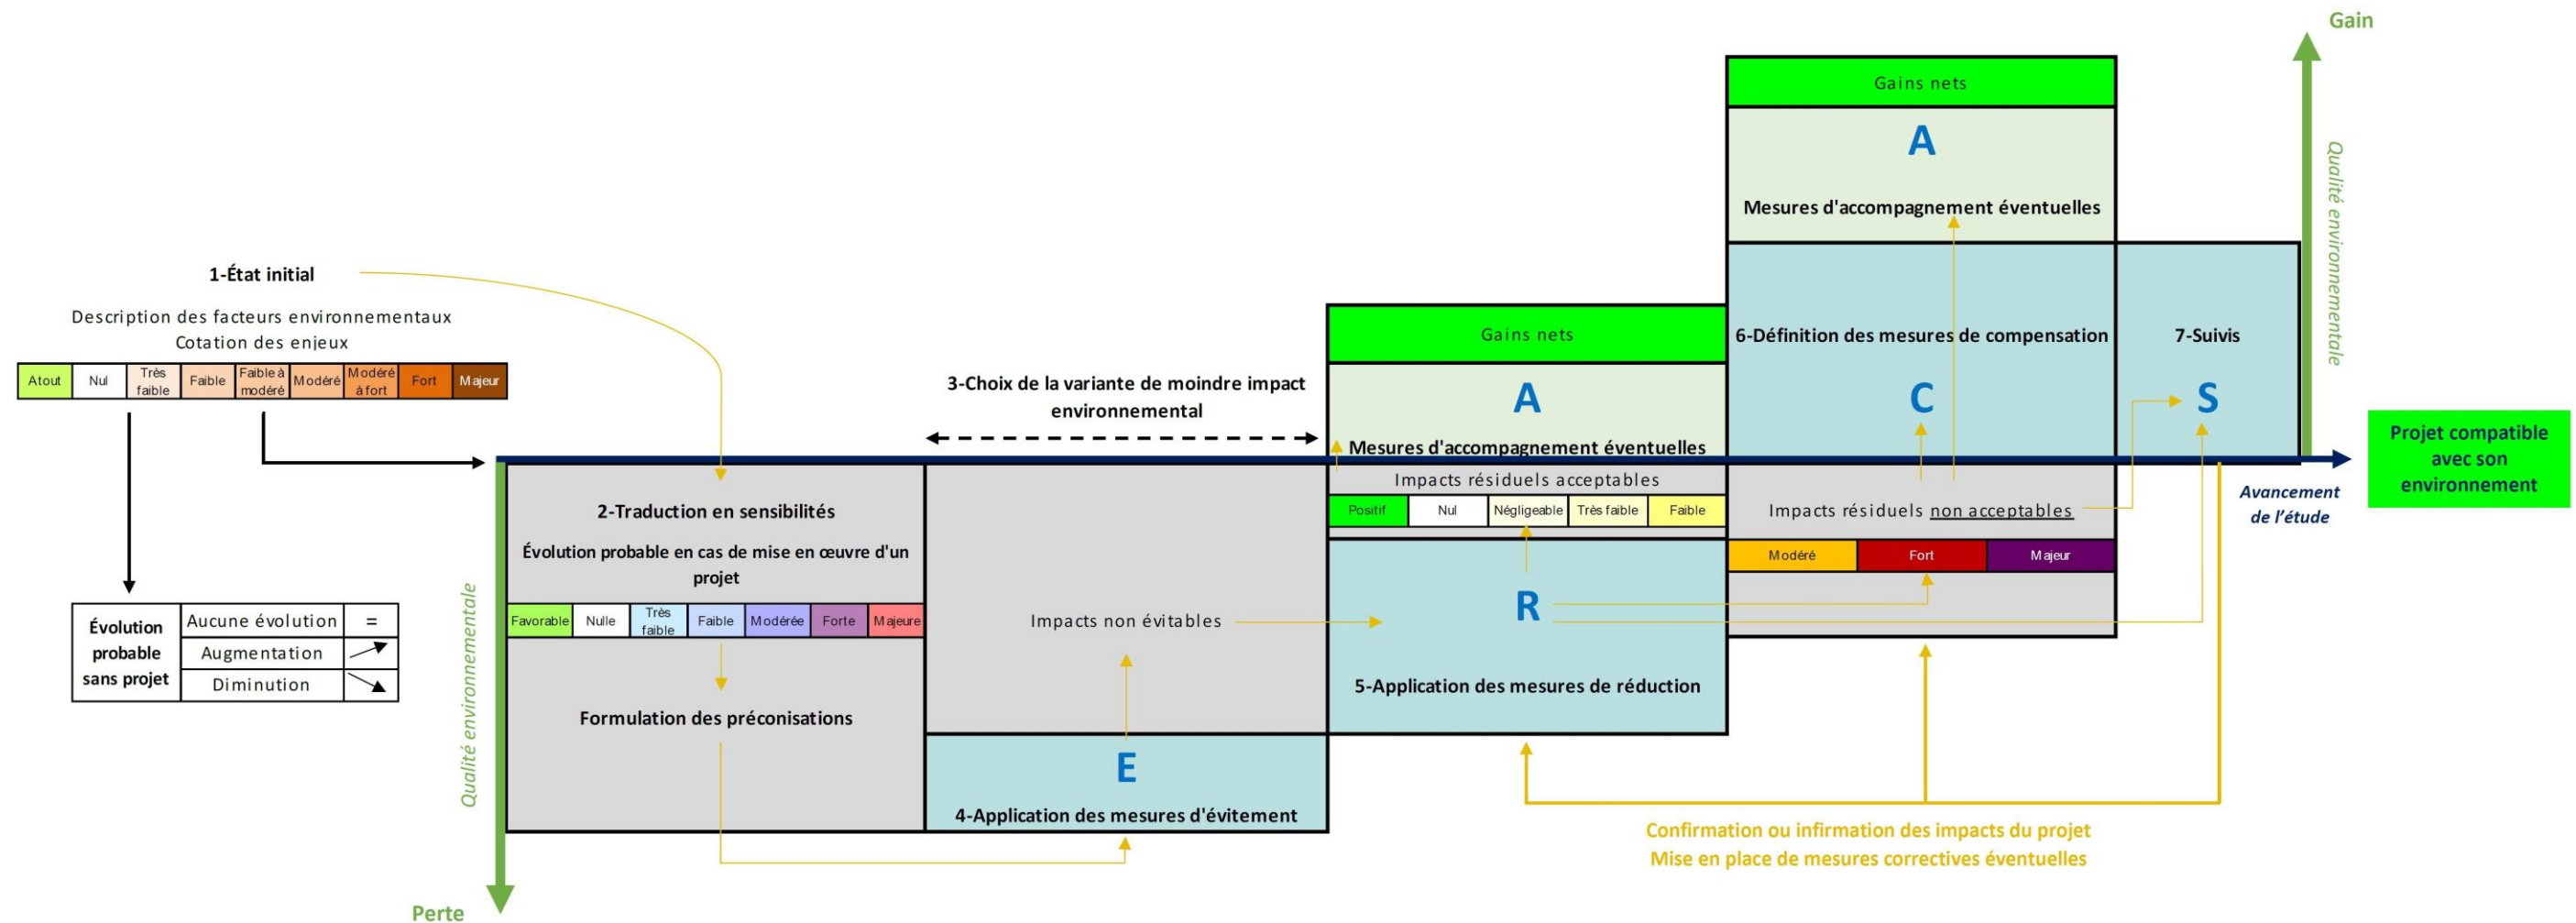 Gain
Qualité environnementale
Gains nets
A
Mesures d'accompagnement éventuelles
1-État initial
Description des facteurs environnementaux
Cotation des enjeux
Atout
Nul
Très
faible
Faible
Faible à
modéré
Modéré
Modéré
à fort
Fort
Majeur
Évolution
probable
sans projet
Aucune évolution
=
Augmentation
Diminution
Qualité environnementale
Perte
2-Traduction en sensibilités
Évolution probable en cas de mise en œuvre d'un
projet
Favorable
Nulle
Très
faible
Faible
Modérée
Forte
Majeure
Formulation des préconisations
3-Choix de la variante de moindre impact
environnemental
Impacts non évitables
E
4-Application des mesures d'évitement
Gains nets
A
Mesures d'accompagnement éventuelles
Impacts résiduels acceptables
Positif
Nul
Négligeable
Très faible
Faible
R
5-Application des mesures de réduction
6-Définition des mesures de compensation
C
Impacts résiduels non acceptables
Modéré
Fort
Majeur
7-Suivis
S
Avancement
de l'étude
Projet compatible
avec son
environnement
Confirmation ou infirmation des impacts du projet
Mise en place de mesures correctives éventuelles